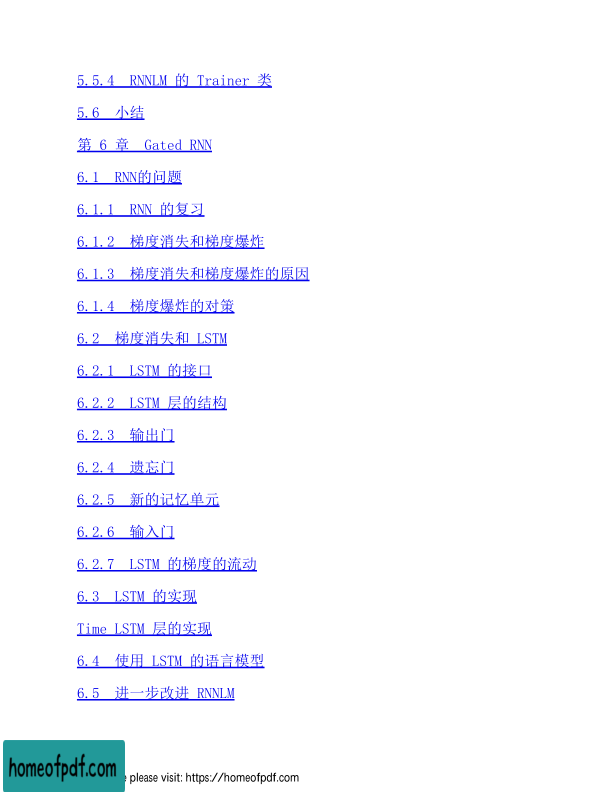 5.5.4 RNNLM 的 Trainer 类
5.6 小结
第 6 章 Gated RNN
6.1 RNN的问题
6.1.1 RNN 的复习
6.1.2 梯度消失和梯度爆炸
6.1.3 梯度消失和梯度爆炸的原因
6.1.4 梯度爆炸的对策
6.2 梯度消失和 LSTM
6.2.1 LSTM 的接口
6.2.2 LSTM 层的结构
6.2.3 输出门
6.2.4 遗忘门
6.2.5 新的记忆单元
6.2.6 输入门
6.2.7 LSTM 的梯度的流动
6.3 LSTM 的实现
Time LSTM 层的实现
6.4 使用 LSTM 的语言模型
6.5 进一步改进 RNNLM
homeofpdf.com
please visit: https://homeofpdf.com